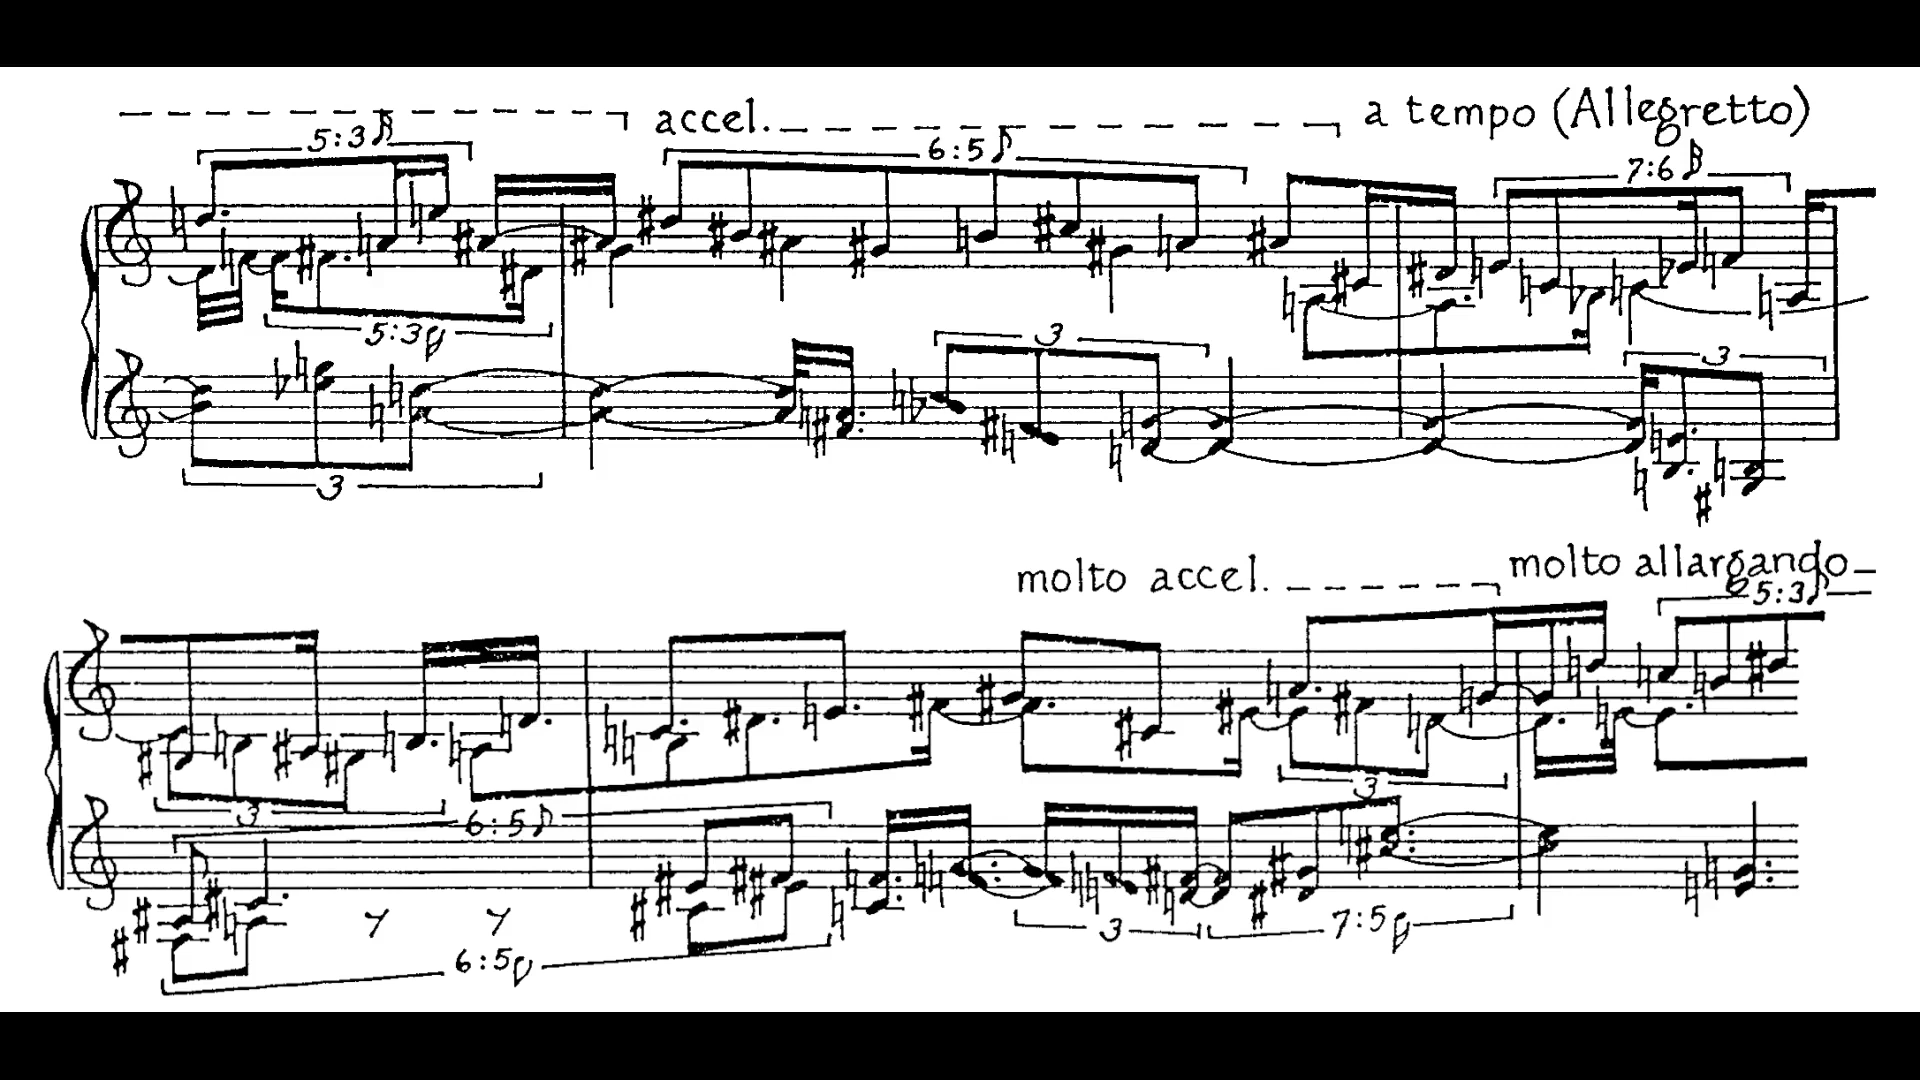 accel. a tempo (Allegretto)
5:3 6:5 7:6
5:3 3 3
3
molto accel. molto allargando
5:3
3 3
6:5
3 7:5
6:5